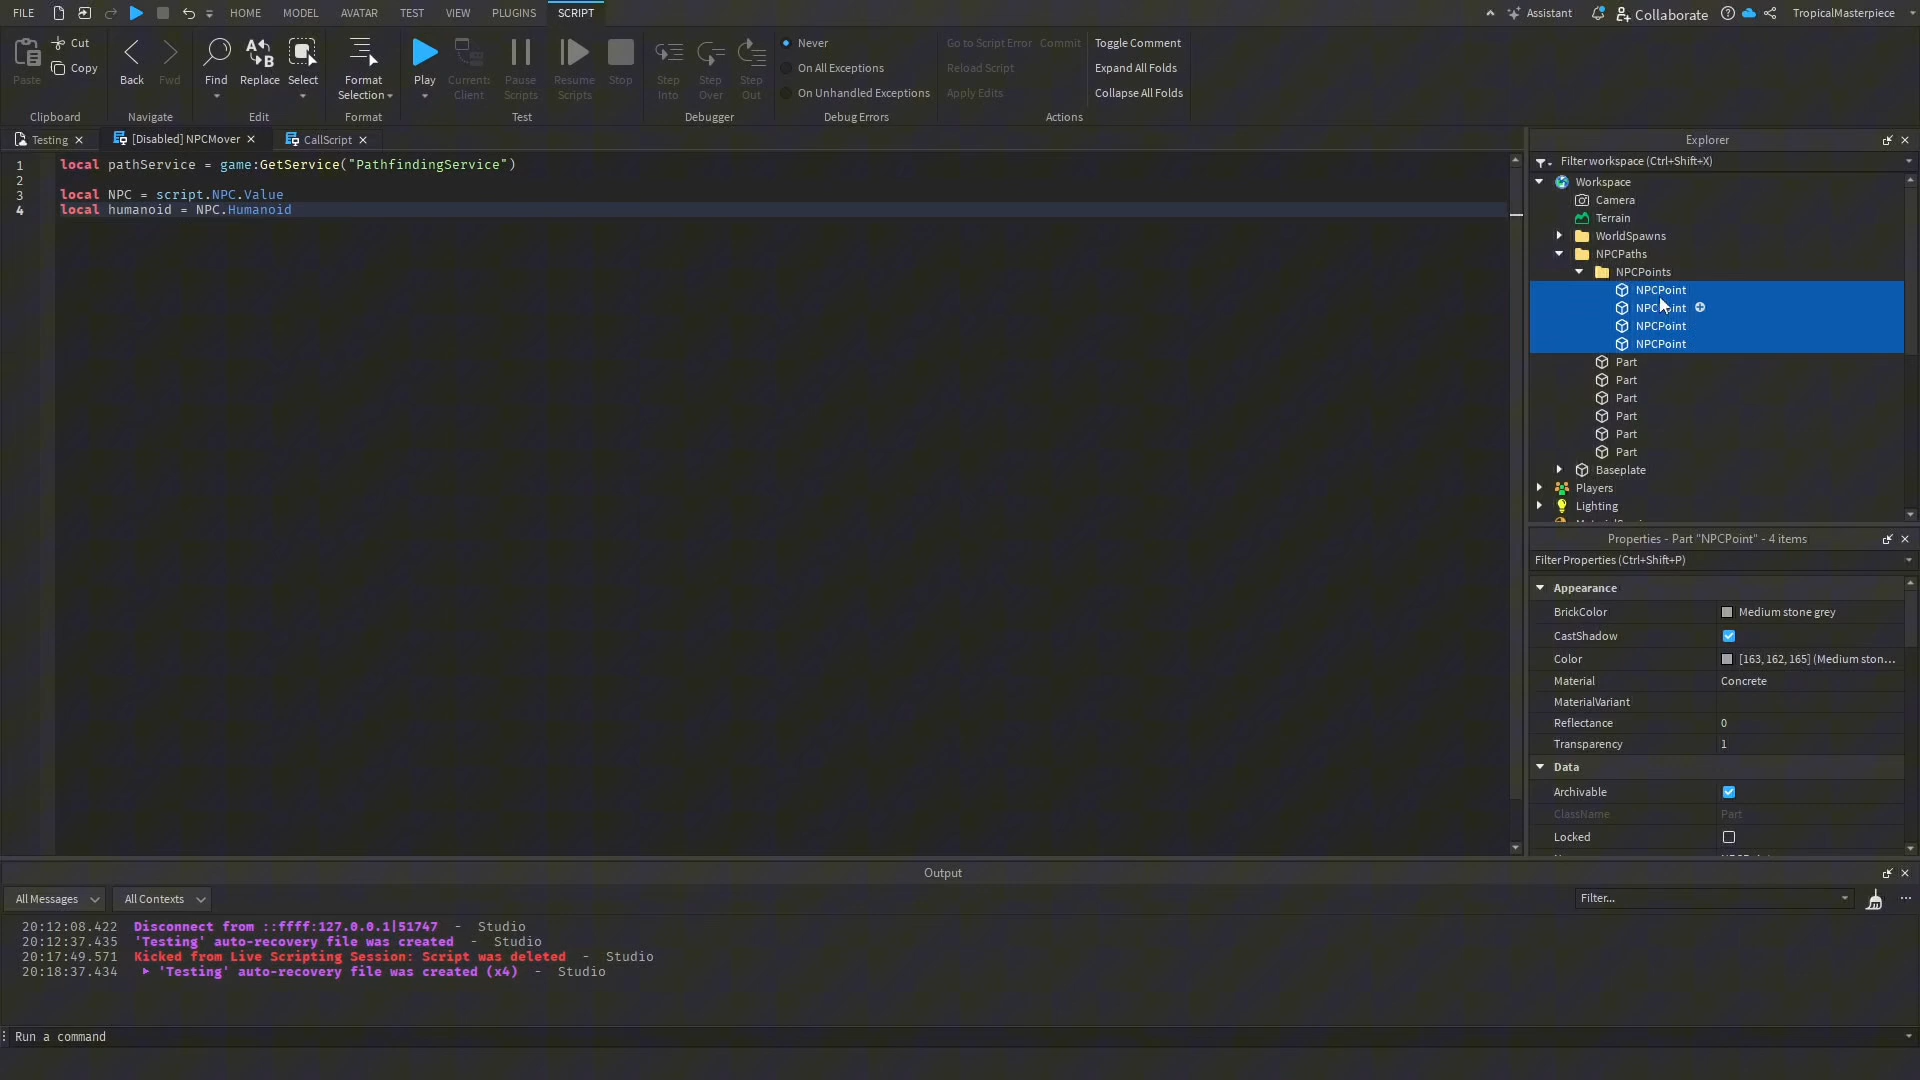 FILE HOME MODEL AVATAR TEST VIEW PLUGINS SCRIPT Assistant Collaborate TropicalMasterpiece
Paste Cut Copy Back Fwd Find Replace Select Format Selection Play Current: Client Pause Scripts Resume Scripts Stop Step Into Step Over Step Out
Never On All Exceptions On Unhandled Exceptions
Go to Script Error Commit Reload Script Apply Edits
Toggle Comment Expand All Folds Collapse All Folds
Clipboard Navigate Edit Format Test Debugger Debug Errors Actions
Testing [Disabled] NPCMover CallScript
1 local pathService = game:GetService("PathfindingService")
2
3 local NPC = script.NPC.Value
4 local humanoid = NPC.Humanoid
Explorer
Filter workspace (Ctrl+Shift+X)
Workspace
Camera
Terrain
WorldSpawns
NPCPaths
NPCPoints
NPCPoint
NPCPoint
NPCPoint
NPCPoint
Part
Part
Part
Part
Part
Part
Baseplate
Players
Lighting
Properties - Part "NPCPoint" - 4 items
Filter Properties (Ctrl+Shift+P)
Appearance
BrickColor Medium stone grey
CastShadow
Color [163, 162, 165] (Medium ston...
Material Concrete
MaterialVariant
Reflectance 0
Transparency 1
Data
Archivable
ClassName Part
Locked
Output
All Messages All Contexts Filter...
20:12:08.422 Disconnect from ::ffff:127.0.0.1|51747 - Studio
20:12:37.435 'Testing' auto-recovery file was created - Studio
20:17:49.571 Kicked from Live Scripting Session: Script was deleted - Studio
20:18:37.434 'Testing' auto-recovery file was created (x4) - Studio
Run a command